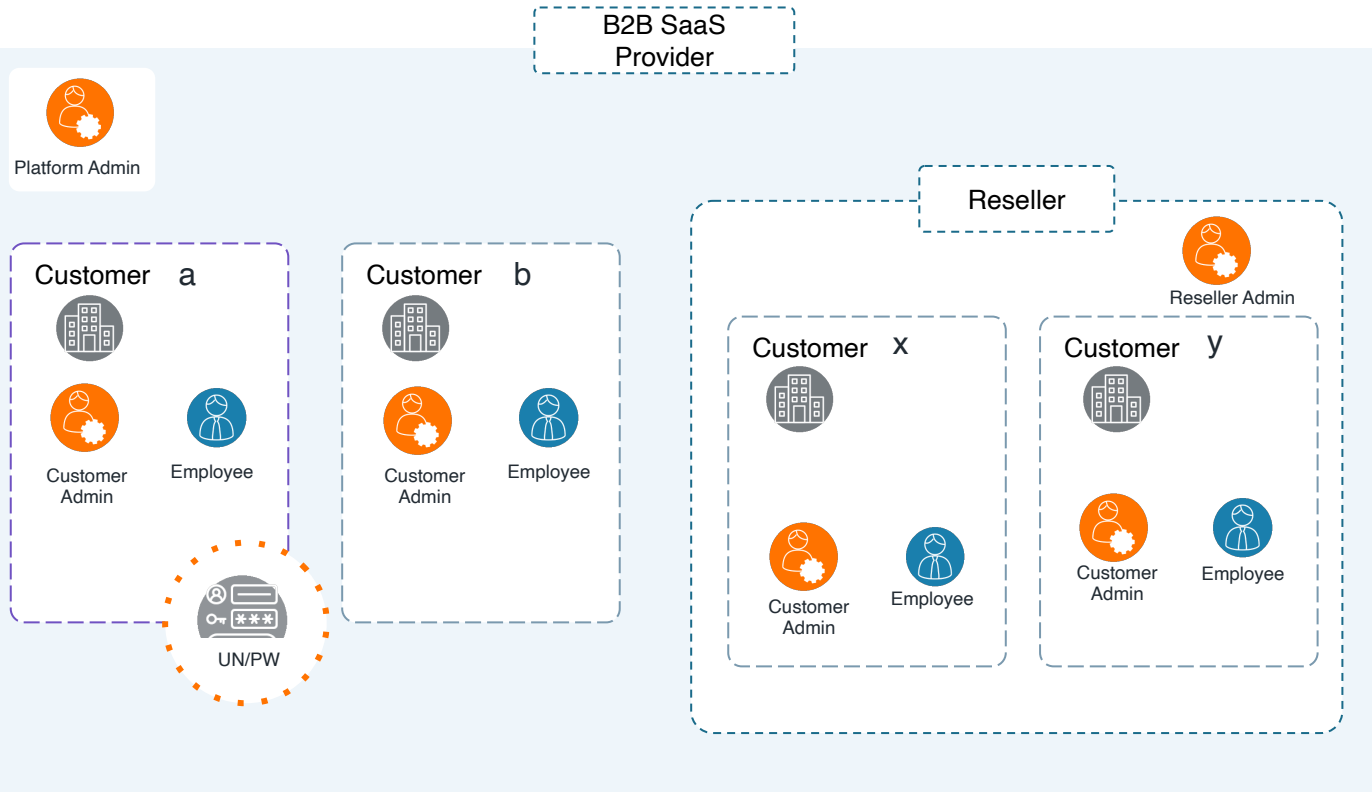 B2B SaaS
Provider
Platform Admin
Reseller
Reseller Admin
Customer a
Customer
Admin
Employee
***
UN/PW
Customer b
Customer
Admin
Employee
Customer x
Customer
Admin
Employee
Customer y
Customer
Admin
Employee